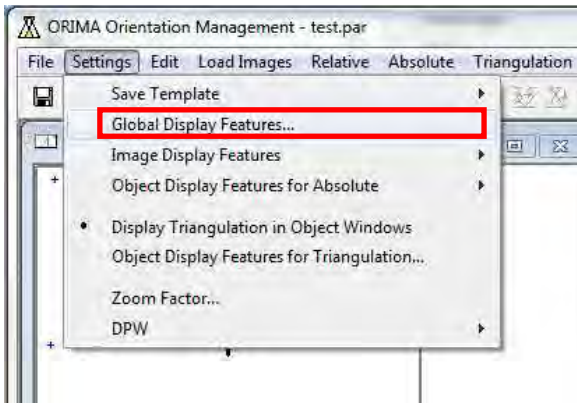 ORIMA Orientation Management - test.par
File Settings Edit Load Images Relative Absolute Triangulation
Save Template
Global Display Features...
Image Display Features
Object Display Features for Absolute
Display Triangulation in Object Windows
Object Display Features for Triangulation...
Zoom Factor...
DPW